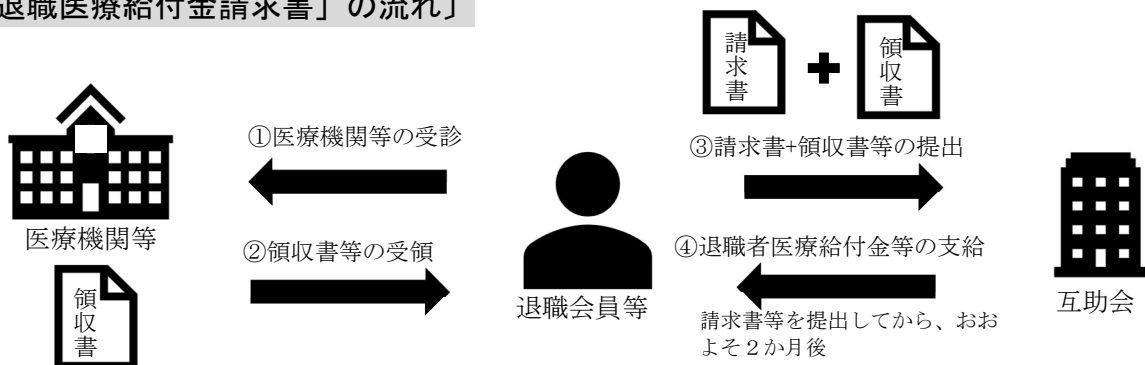 退職医療給付金請求書」の流れ〕
請求書
領収書
①医療機関等の受診
③請求書+領収書等の提出
医療機関等
②領収書等の受領
④退職者医療給付金等の支給
領収書
退職会員等
互助会
請求書等を提出してから、おお
よそ２か月後